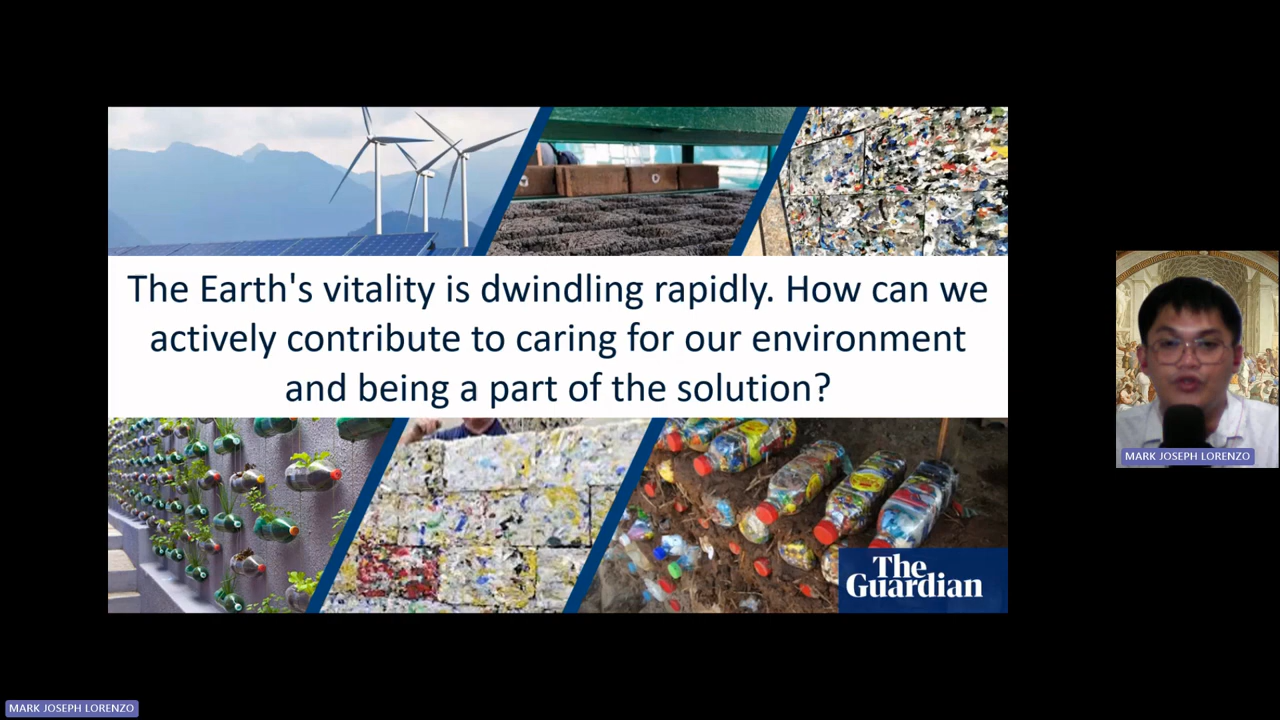 The Earth's vitality is dwindling rapidly. How can we
actively contribute to caring for our environment
and being a part of the solution?
The
Guardian
MARK JOSEPH LORENZO
MARK JOSEPH LORENZO